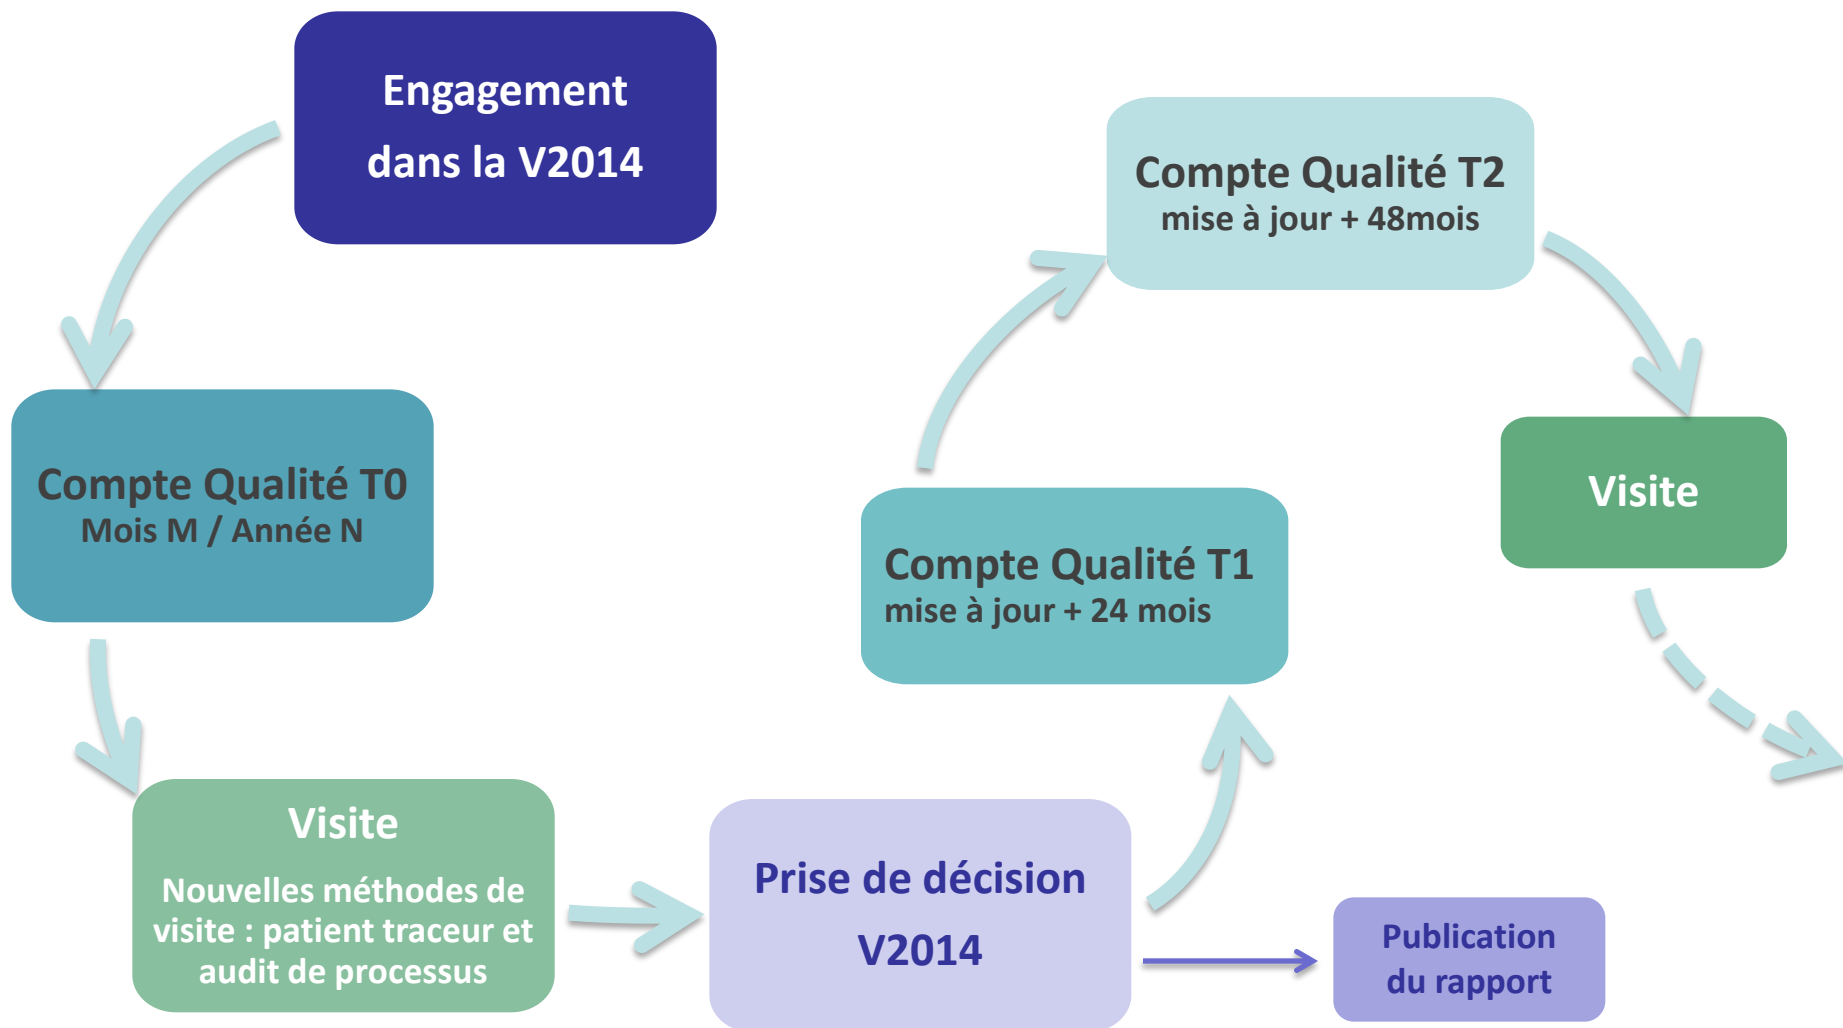 Engagement
dans la V2014
Compte Qualité T0
Mois M / Année N
Visite
Nouvelles méthodes de
visite : patient traceur et
audit de processus
Prise de décision
V2014
Publication
du rapport
Compte Qualité T1
mise à jour + 24 mois
Compte Qualité T2
mise à jour + 48mois
Visite